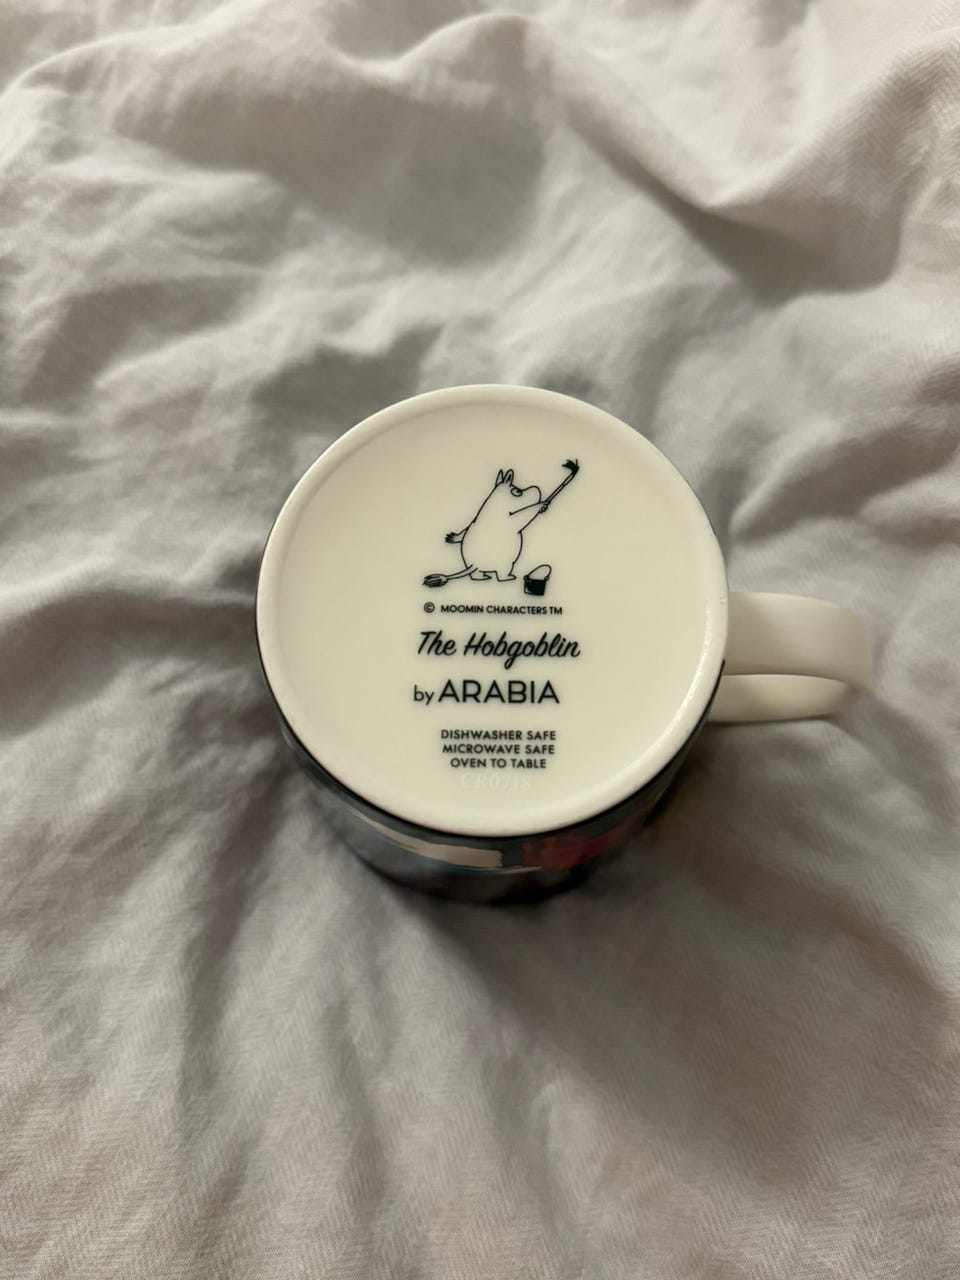 © MOOMIN CHARACTERS TM
The Hobgoblin
by ARABIA
DISHWASHER SAFE
MICROWAVE SAFE
OVEN TO TABLE